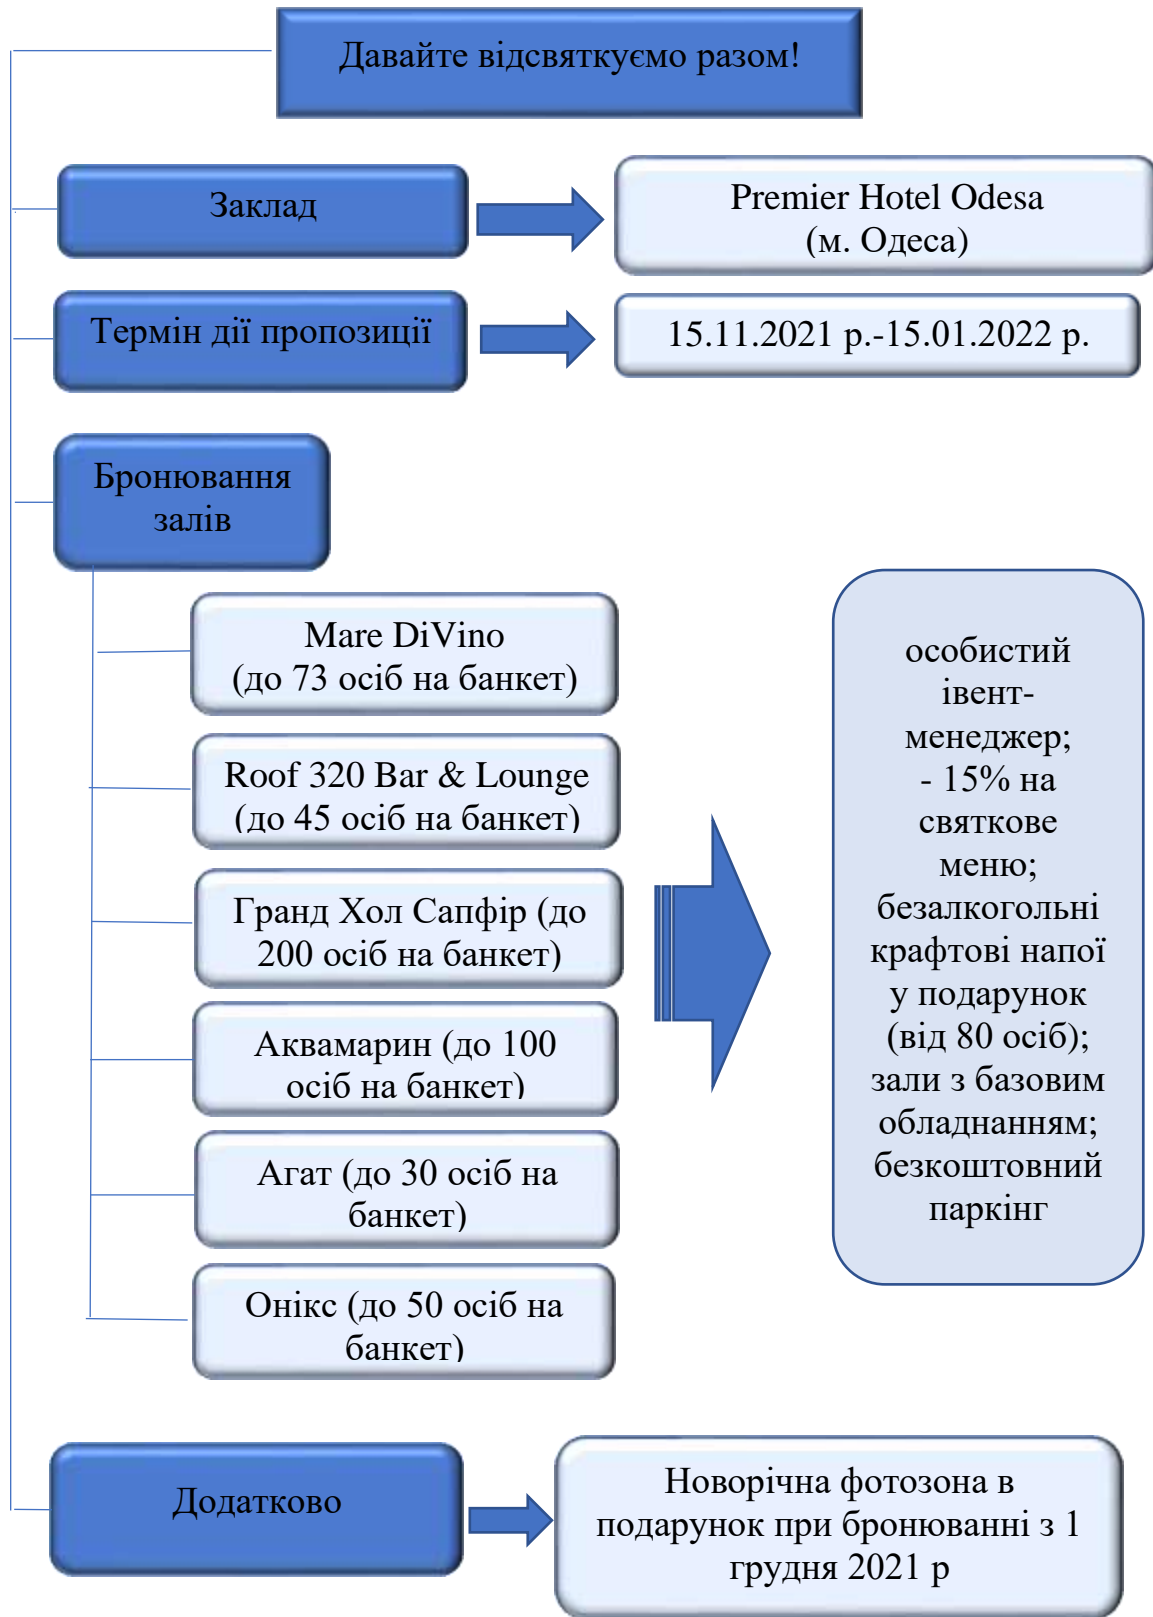 Давайте відсвяткуємо разом!
Заклад
Premier Hotel Odesa
(м. Одеса)
Термін дії пропозиції
15.11.2021 р.-15.01.2022 р.
Бронювання
залів
Mare DiVino
(до 73 осіб на банкет)
Roof 320 Bar & Lounge
(до 45 осіб на банкет)
Гранд Хол Сапфір (до
200 осіб на банкет)
Аквамарин (до 100
осіб на банкет)
Агат (до 30 осіб на
банкет)
Онікс (до 50 осіб на
банкет)
особистий
івент-
менеджер;
- 15% на
святкове
меню;
безалкогольні
крафтові напої
у подарунок
(від 80 осіб);
зали з базовим
обладнанням;
безкоштовний
паркінг
Додатково
Новорічна фотозона в
подарунок при бронюванні з 1
грудня 2021 р